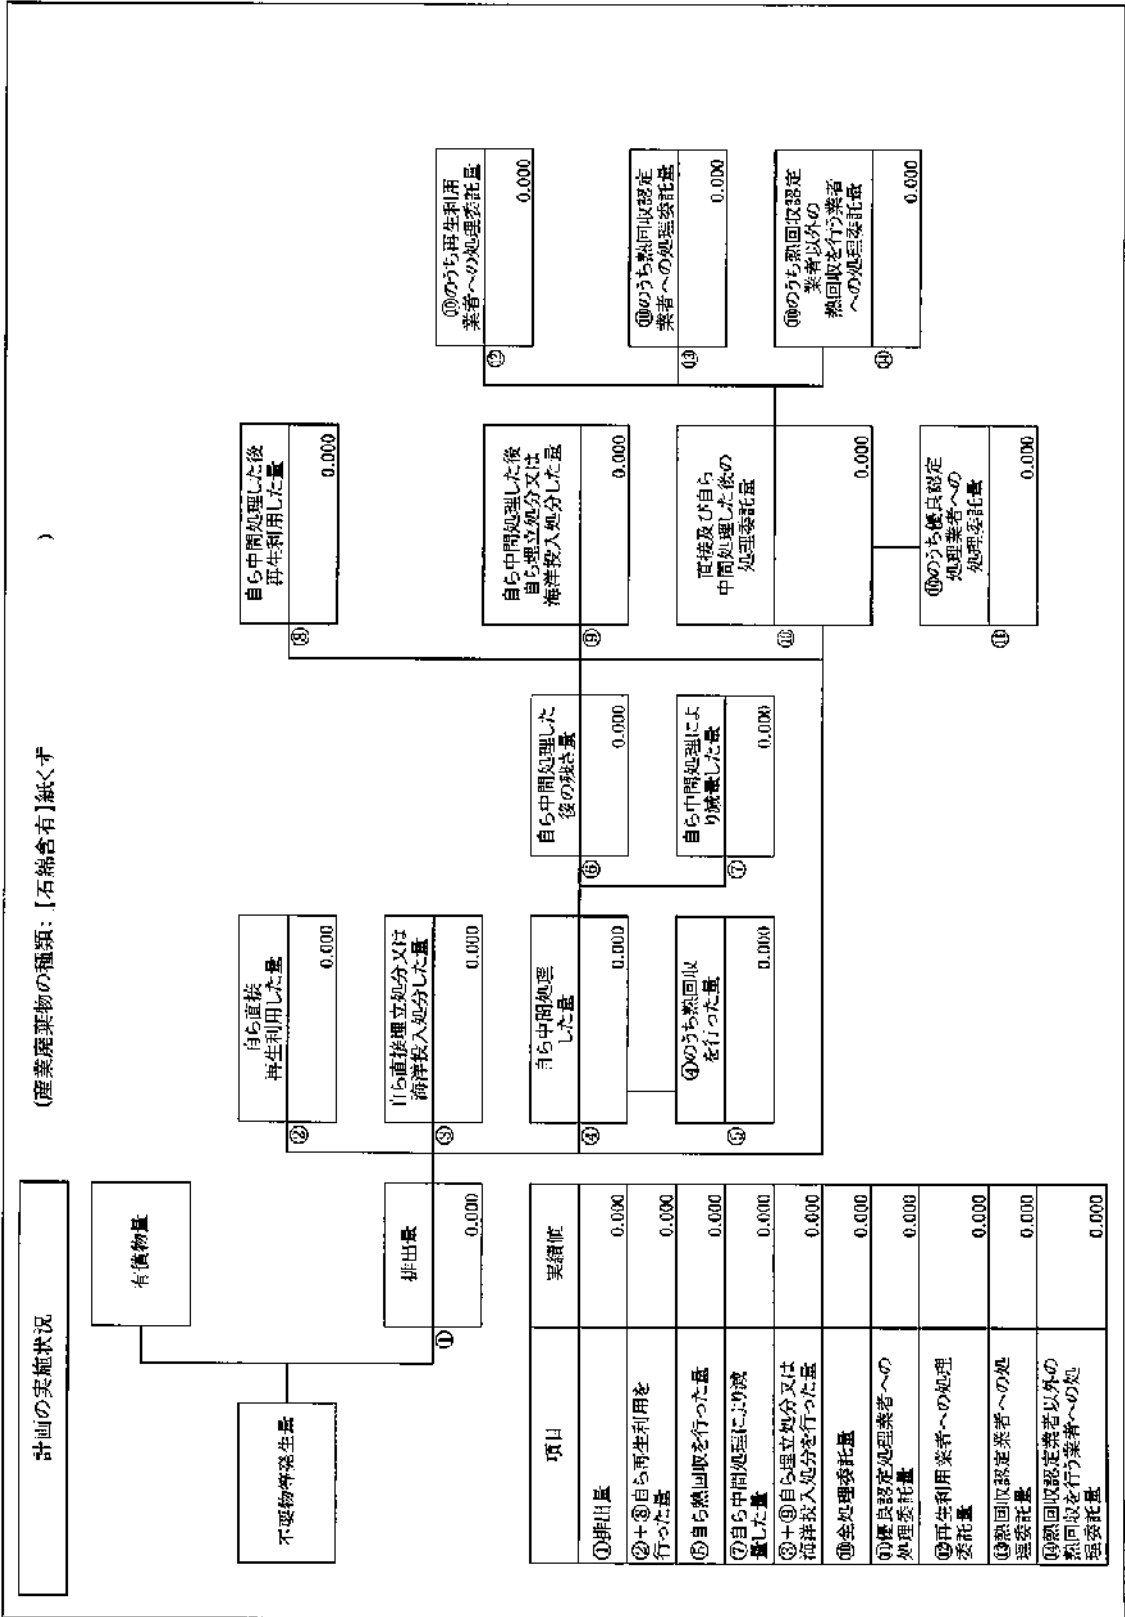 計画の実施状況
(産業廃棄物の種類:[石綿含有]紙くず)
不要物等発生量
有償物量
①
排出量
0.000
②
自ら直接
再生利用した量
0.000
③
自ら直接埋立処分又は
海洋投入処分した量
0.000
④
自ら中間処理
した量
0.000
⑤
④のうち熱回収
を行った量
0.000
⑥
自ら中間処理した
後の残さ量
0.000
⑦
自ら中間処理によ
り減量した量
0.000
⑧
自ら中間処理した後
再生利用した量
0.000
⑨
自ら中間処理した後
自ら埋立処分又は
海洋投入処分した量
0.000
⑩
直接及び自ら
中間処理した後の
処理委託量
0.000
⑪
⑩のうち優良認定
処理業者への
処理委託量
0.000
⑫
⑩のうち再生利用
業者への処理委託量
0.000
⑬
⑩のうち熱回収認定
業者への処理委託量
0.000
⑭
⑩のうち熱回収認定
業者以外の
熱回収を行う業者
への処理委託量
0.000
項目 実績値
①排出量 0.000
②+⑧自ら再生利用を
行った量 0.000
⑤自ら熱回収を行った量 0.000
⑦自ら中間処理により減
量した量 0.000
③+⑨自ら埋立処分又は
海洋投入処分を行った量 0.000
⑩全処理委託量 0.000
⑪優良認定処理業者への
処理委託量 0.000
⑫再生利用業者への処理
委託量 0.000
⑬熱回収認定業者への処
理委託量 0.000
⑭熱回収認定業者以外の
熱回収を行う業者への処
理委託量 0.000